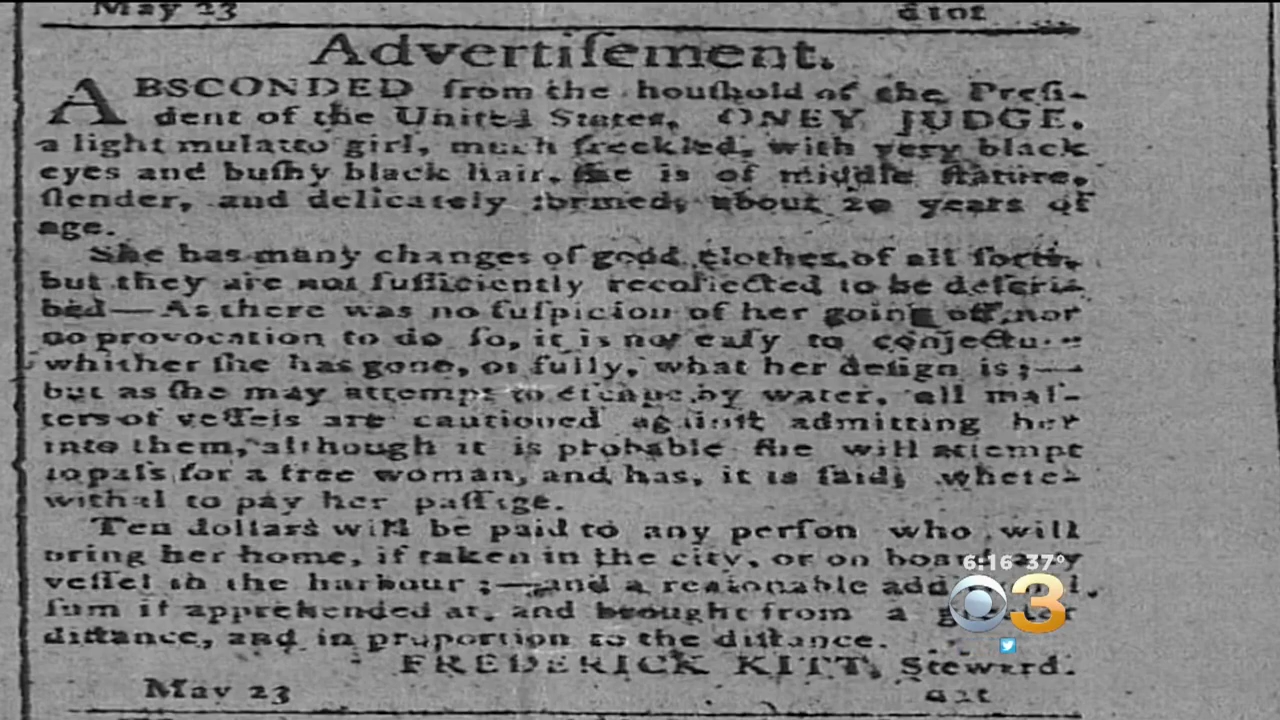 May 23
Advertiſement.
ABSCONDED from the houſhold of the Preſi-
dent of the United States, ONEY JUDGE,
a light mulatto girl, much freckled, with very black
eyes and buſhy black hair. ſhe is of middle ſtature,
ſlender, and delicately formed, about 20 years of
age.
She has many changes of good clothes, of all ſorts,
but they are not ſufficiently recollected to be deſcri-
bed—As there was no ſuſpicion of her going off, nor
no provocation to do ſo, it is not eaſy to conjecture
whither ſhe has gone, or fully, what her deſign is;—
but as ſhe may attempt to eſcape by water, all maſ-
ters of veſſels are cautioned againſt admitting her
into them, although it is probable ſhe will attempt
to paſs for a free woman, and has, it is ſaid, where-
withal to pay her paſſage.
Ten dollars will be paid to any perſon who will
bring her home, if taken in the city, or on board any
veſſel in the harbour;—and a reaſonable additional
ſum if apprehended at, and brought from a greater
diſtance, and in proportion to the diſtance.
FREDERICK KITT, Steward.
May 23
6:16 37°
3